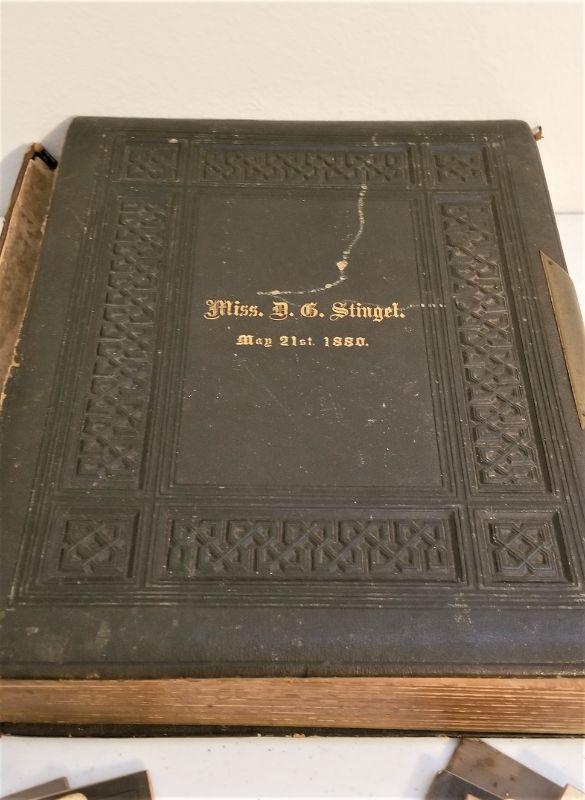 Miss. D. G. Stingel.
May 21st. 1880.